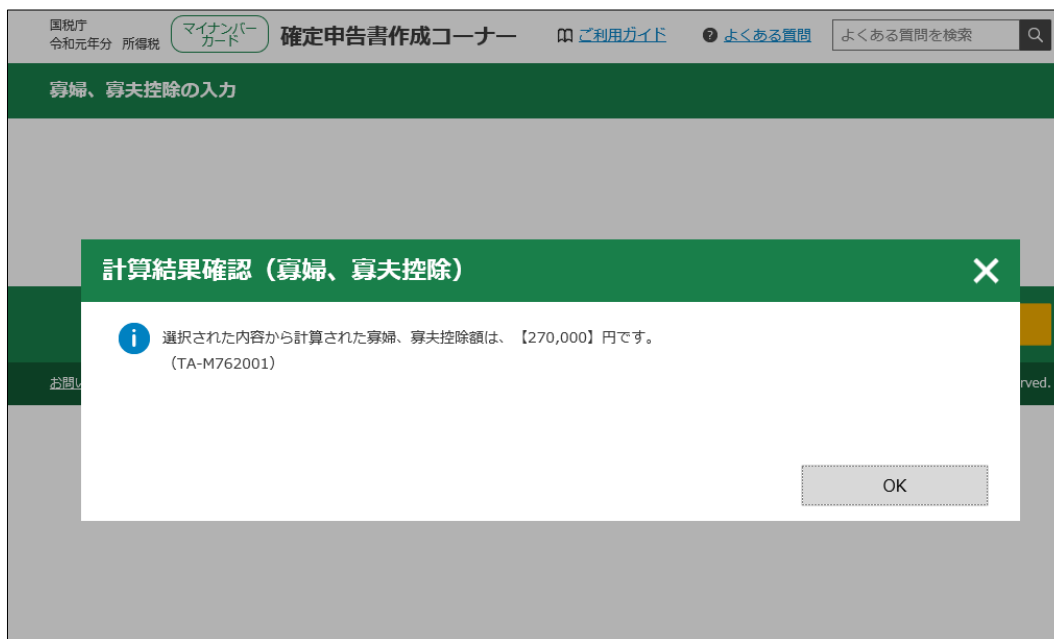 国税庁
令和元年分 所得税
マイナンバー
カード
確定申告書作成コーナー
ご利用ガイド
よくある質問
よくある質問を検索
寡婦、寡夫控除の入力
計算結果確認（寡婦、寡夫控除）
選択された内容から計算された寡婦、寡夫控除額は、【270,000】円です。
（TA-M762001）
お問い
rved.
OK